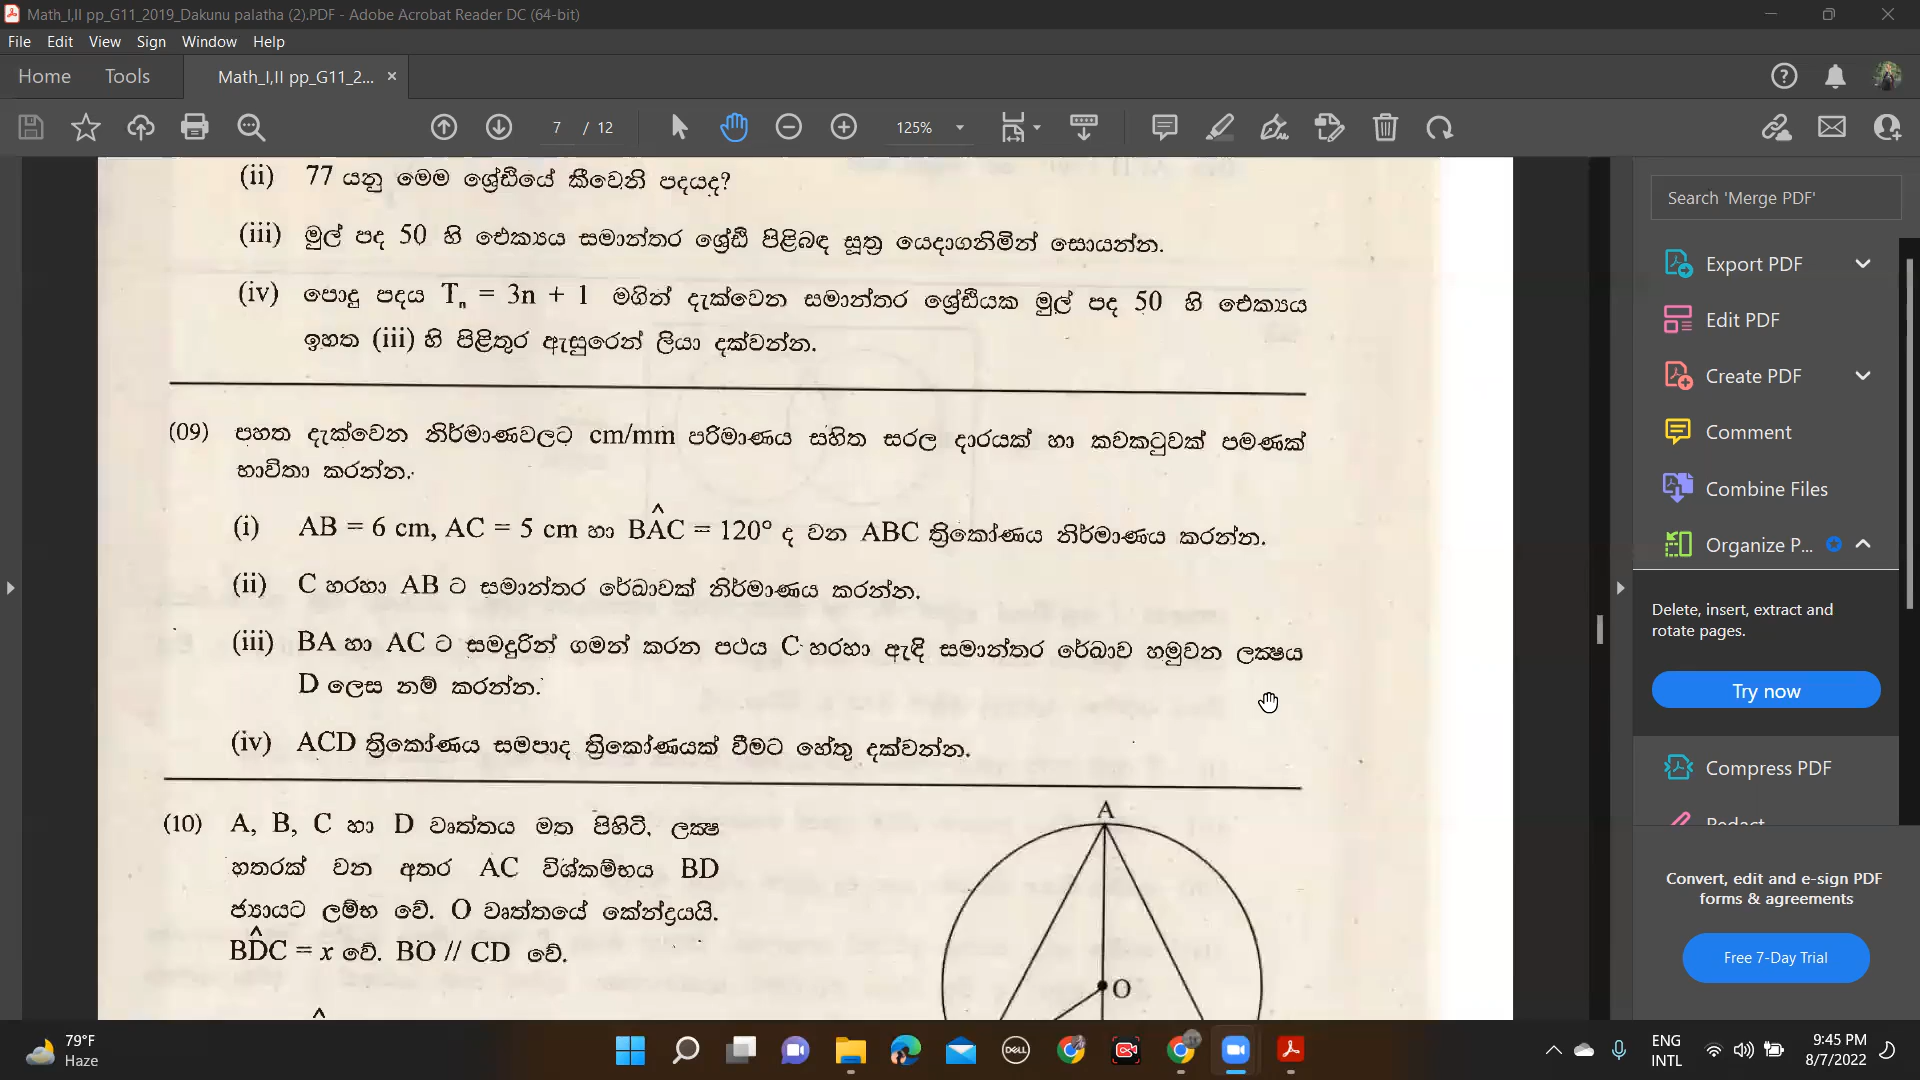 Math_I,II pp_G11_2019_Dakunu palatha (2).PDF - Adobe Acrobat Reader DC (64-bit)
File Edit View Sign Window Help
Home Tools Math_I,II pp_G11_2... ×
7 / 12 125%
(ii) 77 යනු මෙම ශ්‍රේඪියේ කීවෙනි පදයද?
(iii) මුල් පද 50 හි ඓක්‍යය සමාන්තර ශ්‍රේඪි පිළිබඳ සූත්‍ර යෙදාගනිමින් සොයන්න.
(iv) පොදු පදය Tₙ = 3n + 1 මගින් දැක්වෙන සමාන්තර ශ්‍රේඪියක මුල් පද 50 හි ඓක්‍යය
ඉහත (iii) හි පිළිතුර ඇසුරෙන් ලියා දක්වන්න.
(09) පහත දැක්වෙන නිර්මාණවලට cm/mm පරිමාණය සහිත සරල දාරයක් හා කවකටුවක් පමණක්
භාවිතා කරන්න.
(i) AB = 6 cm, AC = 5 cm හා BÂC = 120° ද වන ABC ත්‍රිකෝණය නිර්මාණය කරන්න.
(ii) C හරහා AB ට සමාන්තර රේඛාවක් නිර්මාණය කරන්න.
(iii) BA හා AC ට සමදුරින් ගමන් කරන පථය C හරහා ඇඳි සමාන්තර රේඛාව හමුවන ලක්‍ෂය
D ලෙස නම් කරන්න.
(iv) ACD ත්‍රිකෝණය සමපාද ත්‍රිකෝණයක් වීමට හේතු දක්වන්න.
(10) A, B, C හා D වෘත්තය මත පිහිටි, ලක්‍ෂ
හතරක් වන අතර AC විශ්කම්භය BD
ජ්‍යායට ලම්භ වේ. O වෘත්තයේ කේන්ද්‍රයයි.
BD̂C = x වේ. BO // CD වේ.
A
O
Search 'Merge PDF'
Export PDF
Edit PDF
Create PDF
Comment
Combine Files
Organize P...
Delete, insert, extract and
rotate pages.
Try now
Compress PDF
Redact
Convert, edit and e-sign PDF
forms & agreements
Free 7-Day Trial
79°F
Haze
DELL
ENG
INTL
9:45 PM
8/7/2022